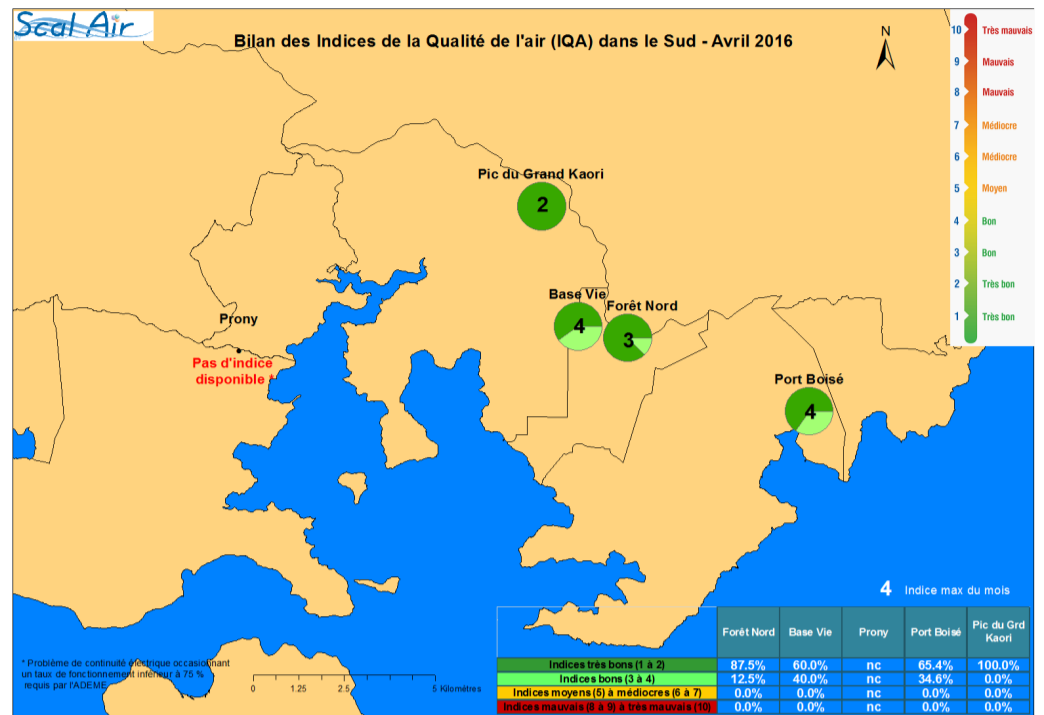 Scal Air
Bilan des Indices de la Qualité de l'air (IQA) dans le Sud - Avril 2016
N
10 Très mauvais
9 Mauvais
8 Mauvais
7 Médiocre
6 Médiocre
5 Moyen
4 Bon
3 Bon
2 Très bon
1 Très bon
Pic du Grand Kaori
2
Base Vie
4
Forêt Nord
3
Prony
Pas d'indice
disponible *
Port Boisé
4
4 Indice max du mois
Forêt Nord Base Vie Prony Port Boisé Pic du Grd
Kaori
Indices très bons (1 à 2) 87.5% 60.0% nc 65.4% 100.0%
Indices bons (3 à 4) 12.5% 40.0% nc 34.6% 0.0%
Indices moyens (5) à médiocres (6 à 7) 0.0% 0.0% nc 0.0% 0.0%
Indices mauvais (8 à 9) à très mauvais (10) 0.0% 0.0% nc 0.0% 0.0%
* Problème de continuité électrique occasionnant
un taux de fonctionnement inférieur à 75 %
requis par l'ADEME
0 1.25 2.5 5 Kilomètres